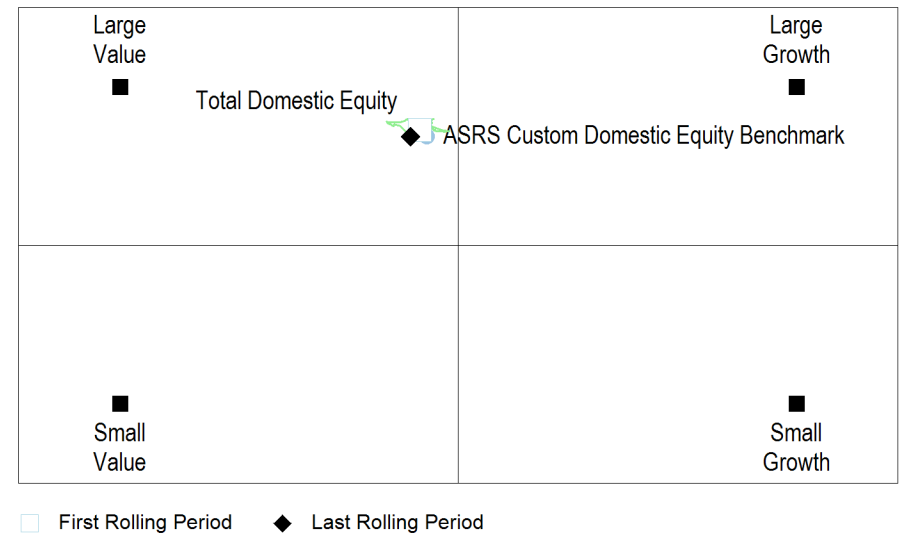 Large
Value
Large
Growth
Total Domestic Equity
ASRS Custom Domestic Equity Benchmark
Small
Value
Small
Growth
First Rolling Period
Last Rolling Period